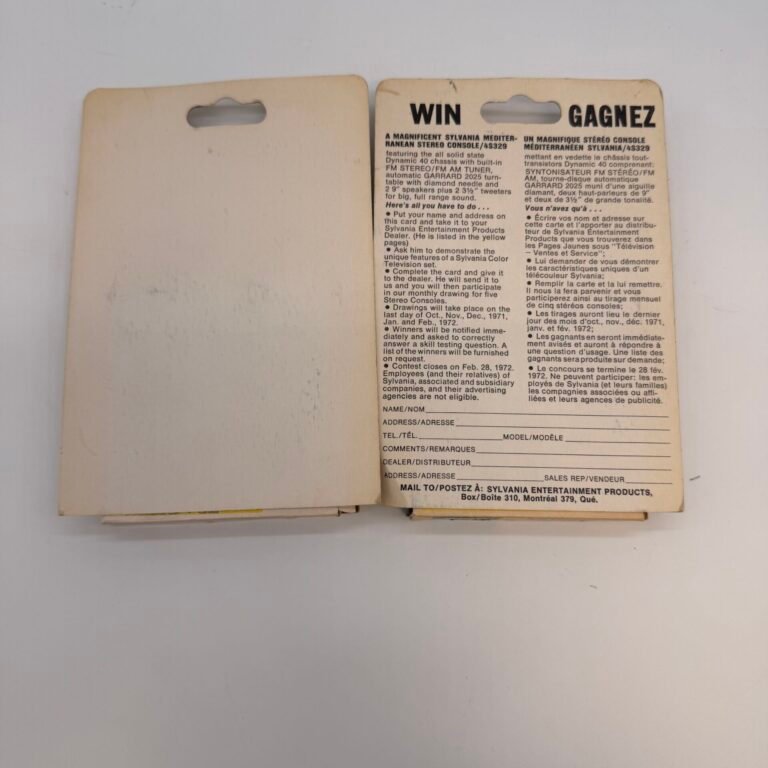 WIN GAGNEZ
A MAGNIFICENT SYLVANIA MEDITER-
RANEAN STEREO CONSOLE/4S329
featuring the all solid state
Dynamic 40 chassis with built-in
FM STEREO/FM AM TUNER,
automatic GARRARD 2025 turn-
table with diamond needle and
2 9" speakers plus 2 3½" tweeters
for big, full range sound.
Here's all you have to do . . .
● Put your name and address on
this card and take it to your
Sylvania Entertainment Products
Dealer. (He is listed in the yellow
pages)
● Ask him to demonstrate the
unique features of a Sylvania Color
Television set.
● Complete the card and give it
to the dealer. He will send it to
us and you will then participate
in our monthly drawing for five
Stereo Consoles.
● Drawings will take place on the
last day of Oct., Nov., Dec., 1971,
Jan. and Feb., 1972.
● Winners will be notified imme-
diately and asked to correctly
answer a skill testing question. A
list of the winners will be furnished
on request.
● Contest closes on Feb. 28, 1972.
Employees (and their relatives) of
Sylvania, associated and subsidiary
companies, and their advertising
agencies are not eligible.
UN MAGNIFIQUE STÉRÉO CONSOLE
MÉDITERRANÉEN SYLVANIA/4S329
mettant en vedette le châssis tout-
transistors Dynamic 40 comprenant:
SYNTONISATEUR FM STÉRÉO/FM
AM, tourne-disque automatique
GARRARD 2025 muni d'une aiguille
diamant, deux haut-parleurs de 9"
et deux de 3½" de grande tonalité.
Vous n'avez qu'à . . .
● Écrire vos nom et adresse sur
cette carte et l'apporter au distribu-
teur de Sylvania Entertainment
Products que vous trouverez dans
les Pages Jaunes sous "Télévision
– Ventes et Service";
● Lui demander de vous démontrer
les caractéristiques uniques d'un
télécouleur Sylvania;
● Remplir la carte et la lui remettre.
Il nous la fera parvenir et vous
participerez ainsi au tirage mensuel
de cinq stéréos consoles;
● Les tirages auront lieu le dernier
jour des mois d'oct., nov., déc. 1971,
janv. et fév. 1972;
● Les gagnants en seront immédiate-
ment avisés et auront à répondre à
une question d'usage. Une liste des
gagnants sera produite sur demande;
● Le concours se termine le 28 fév.
1972. Ne peuvent participer: les em-
ployés de Sylvania (et leurs familles)
les compagnies associées ou affi-
liées et leurs agences de publicité.
NAME/NOM
ADDRESS/ADRESSE
TEL./TÉL. MODEL/MODÈLE
COMMENTS/REMARQUES
DEALER/DISTRIBUTEUR
ADDRESS/ADRESSE SALES REP/VENDEUR
MAIL TO/POSTEZ À: SYLVANIA ENTERTAINMENT PRODUCTS,
Box/Boîte 310, Montréal 379, Qué.